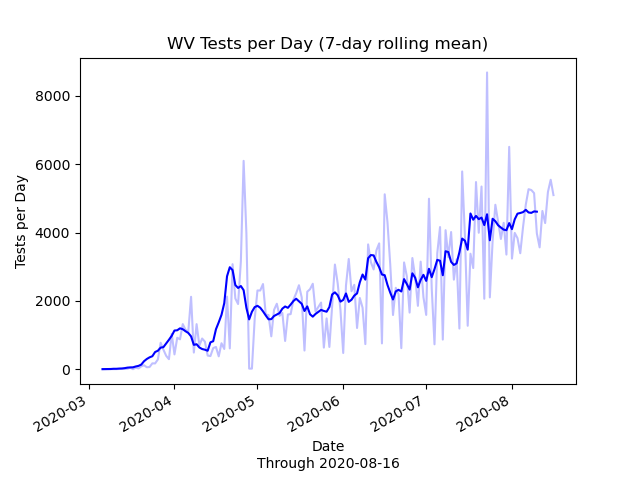 WV Tests per Day (7-day rolling mean)
Tests per Day
8000
6000
4000
2000
0
2020-03
2020-04
2020-05
2020-06
2020-07
2020-08
Date
Through 2020-08-16